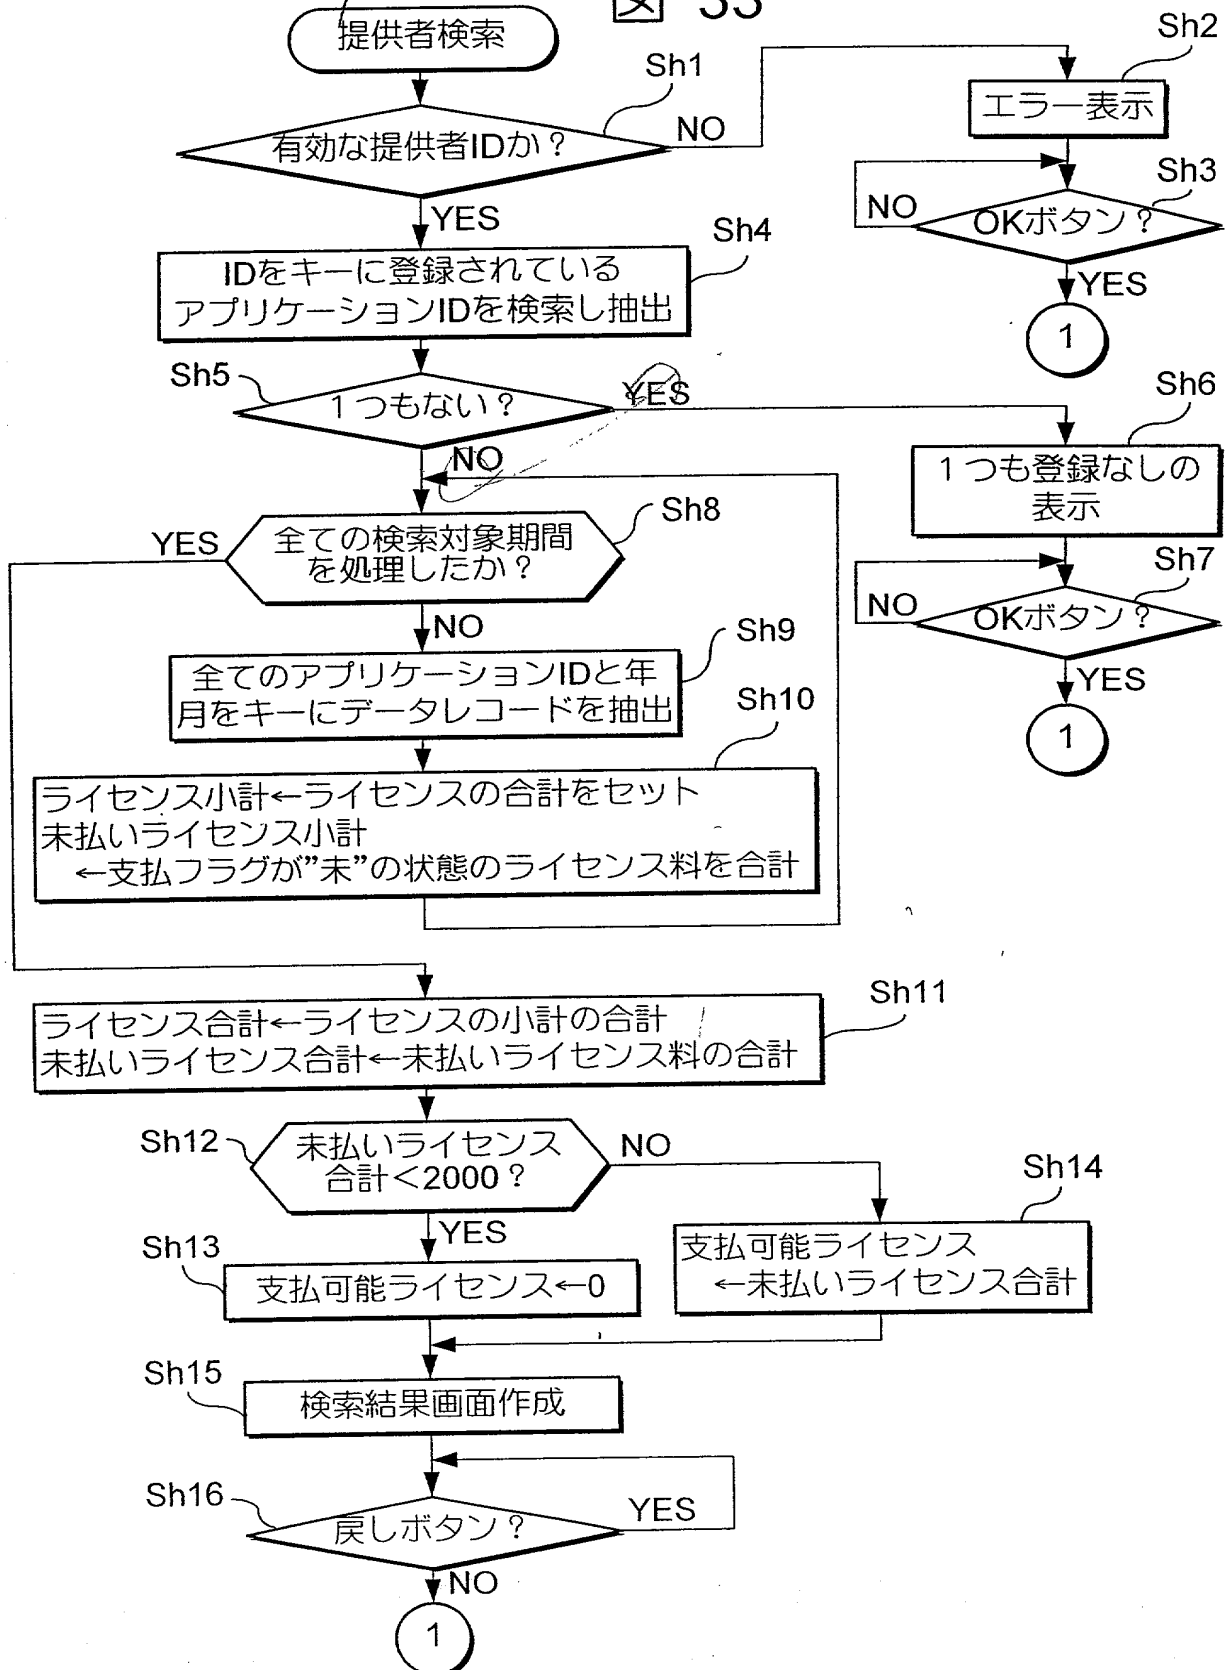 図 33
提供者検索
Sh1
有効な提供者IDか？
NO
YES
Sh2
エラー表示
Sh3
OKボタン？
NO
YES
1
Sh4
IDをキーに登録されている
アプリケーションIDを検索し抽出
Sh5
1つもない？
YES
NO
Sh6
1つも登録なしの
表示
Sh7
OKボタン？
NO
YES
1
Sh8
全ての検索対象期間
を処理したか？
YES
NO
Sh9
全てのアプリケーションIDと年
月をキーにデータレコードを抽出
Sh10
ライセンス小計←ライセンスの合計をセット
未払いライセンス小計
←支払フラグが”未”の状態のライセンス料を合計
Sh11
ライセンス合計←ライセンスの小計の合計
未払いライセンス合計←未払いライセンス料の合計
Sh12
未払いライセンス
合計＜2000？
NO
YES
Sh13
支払可能ライセンス←0
Sh14
支払可能ライセンス
←未払いライセンス合計
Sh15
検索結果画面作成
Sh16
戻しボタン？
YES
NO
1